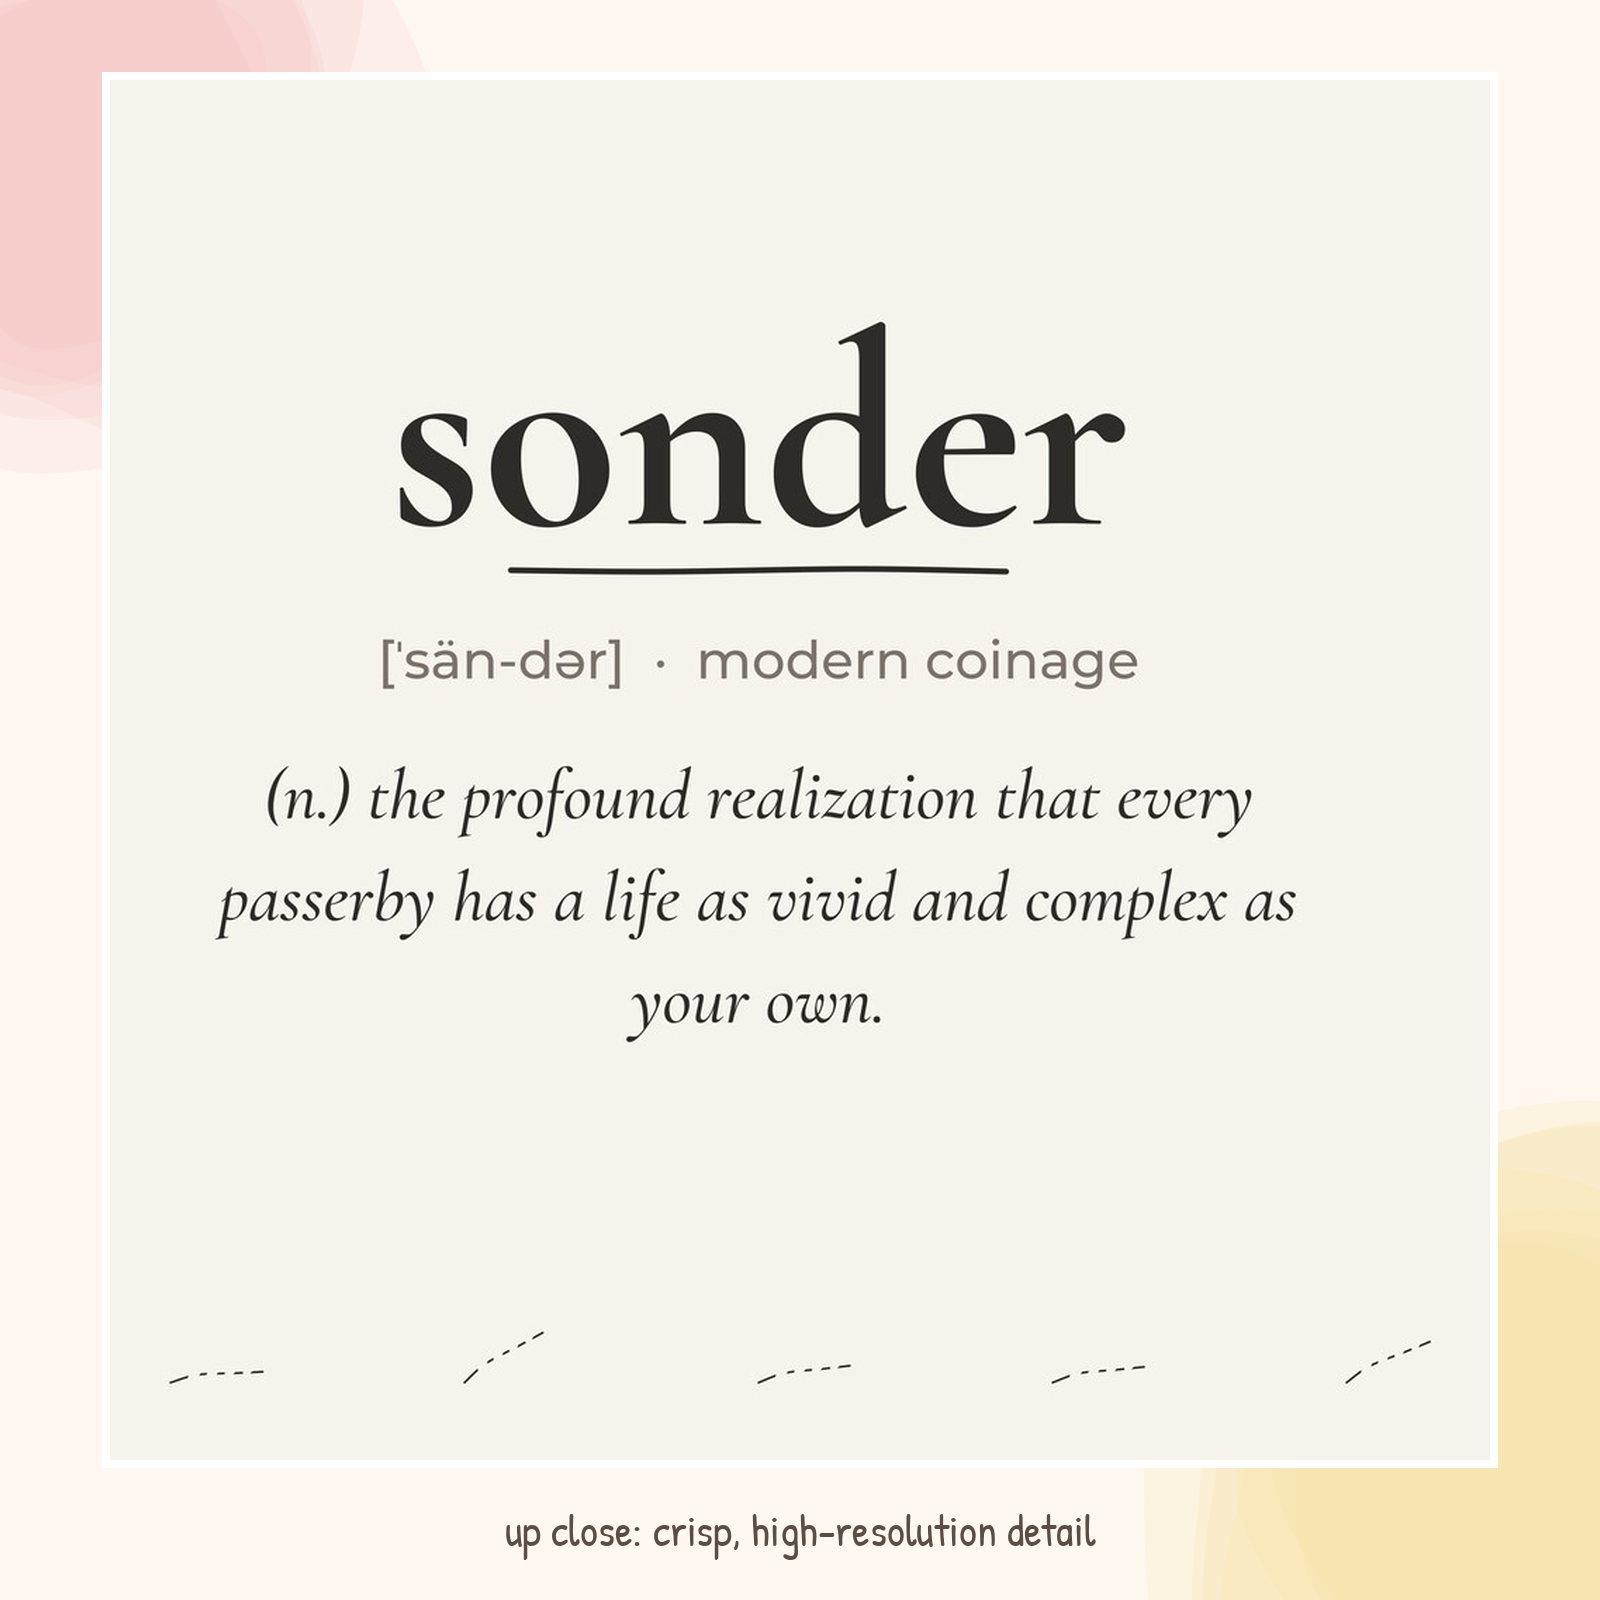 sonder
[ˈsän-dər] · modern coinage
(n.) the profound realization that every
passerby has a life as vivid and complex as
your own.
up close: crisp, high-resolution detail